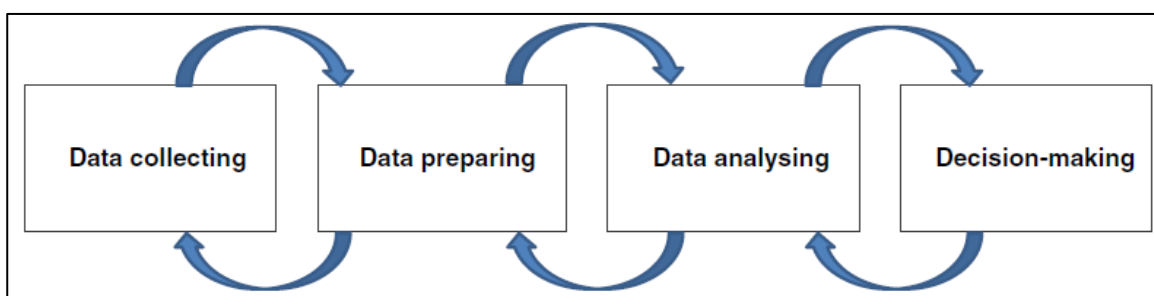 Data collecting
Data preparing
Data analysing
Decision-making